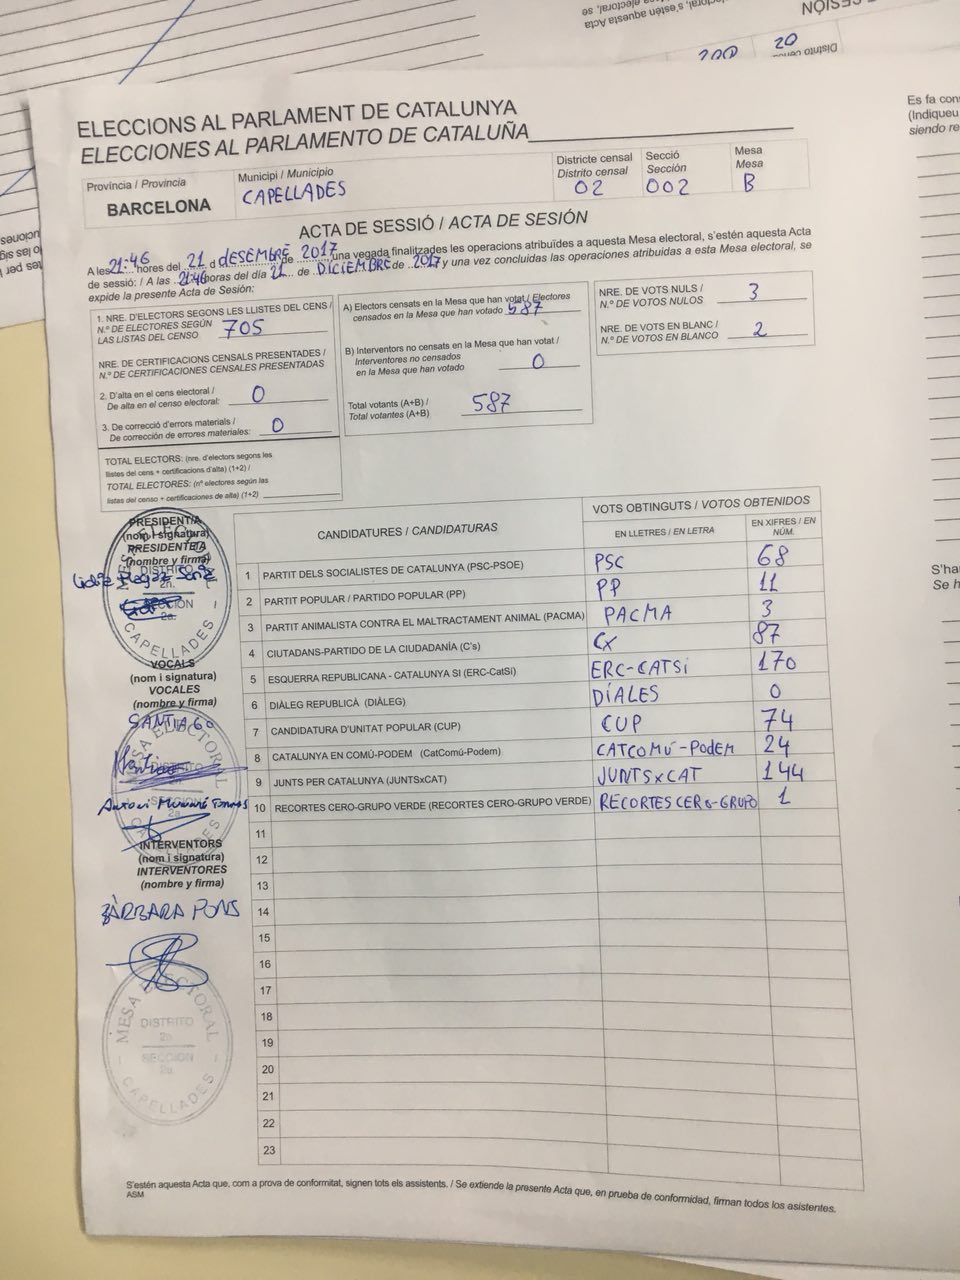 20
ELECCIONS AL PARLAMENT DE CATALUNYA
ELECCIONES AL PARLAMENTO DE CATALUÑA
Es fa con
(Indiqueu
siendo re
Província / Provincia
BARCELONA
Municipi / Municipio
CAPELLADES
Districte censal
Distrito censal
02
Secció
Sección
002
Mesa
Mesa
B
ACTA DE SESSIÓ / ACTA DE SESIÓN
A les 21:46 hores del 21 d DESEMBRE de 2017 una vegada finalitzades les operacions atribuïdes a aquesta Mesa electoral, s'estén aquesta Acta
de sessió: / A las 21:46 horas del día 21 de DICIEMBRE de 2017 y una vez concluidas las operaciones atribuidas a esta Mesa electoral, se
expide la presente Acta de Sesión:
1. NRE. D'ELECTORS SEGONS LES LLISTES DEL CENS /
N.º DE ELECTORES SEGÚN
LAS LISTAS DEL CENSO 705
NRE. DE CERTIFICACIONS CENSALS PRESENTADES /
N.º DE CERTIFICACIONES CENSALES PRESENTADAS
2. D'alta en el cens electoral /
De alta en el censo electoral: 0
3. De correcció d'errors materials /
De corrección de errores materiales: 0
TOTAL ELECTORS: (nre. d'electors segons les
llistes del cens + certificacions d'alta) (1+2) /
TOTAL ELECTORES: (nº electores según las
listas del censo + certificaciones de alta) (1+2)
A) Electors censats en la Mesa que han votat / Electores
censados en la Mesa que han votado 587
B) Interventors no censats en la Mesa que han votat /
Interventores no censados
en la Mesa que han votado 0
Total votants (A+B) /
Total votantes (A+B) 587
NRE. DE VOTS NULS /
N.º DE VOTOS NULOS 3
NRE. DE VOTS EN BLANC /
N.º DE VOTOS EN BLANCO 2
CANDIDATURES / CANDIDATURAS
VOTS OBTINGUTS / VOTOS OBTENIDOS
EN LLETRES / EN LETRA
EN XIFRES / EN NÚM.
1 PARTIT DELS SOCIALISTES DE CATALUNYA (PSC-PSOE) PSC 68
2 PARTIT POPULAR / PARTIDO POPULAR (PP) PP 11
3 PARTIT ANIMALISTA CONTRA EL MALTRACTAMENT ANIMAL (PACMA) PACMA 3
4 CIUTADANS-PARTIDO DE LA CIUDADANÍA (C's) 87
5 ESQUERRA REPUBLICANA - CATALUNYA SI (ERC-CatSí) ERC-CATSi 170
6 DIÀLEG REPUBLICÀ (DIÀLEG) DÍALES 0
7 CANDIDATURA D'UNITAT POPULAR (CUP) CUP 74
8 CATALUNYA EN COMÚ-PODEM (CatComú-Podem) CATCOMÚ-PODEM 24
9 JUNTS PER CATALUNYA (JUNTSxCAT) JUNTSxCAT 144
10 RECORTES CERO-GRUPO VERDE (RECORTES CERO-GRUPO VERDE) RECORTES CERO-GRUPO 1
11
12
13
14
15
16
17
18
19
20
21
22
23
PRESIDENT/A
(nom i signatura)
PRESIDENTE/A
(nombre y firma)
MESA ELECTORAL
DISTRITO
2n.
SECCIÓN
2a.
CAPELLADES
VOCALS
(nom i signatura)
VOCALES
(nombre y firma)
SANTIAGO
MESA ELECTORAL
CAPELLADES
Antoni
INTERVENTORS
(nom i signatura)
INTERVENTORES
(nombre y firma)
BÀRBARA PONS
MESA ELECTORAL
DISTRITO
2n
SECCION
2a.
CAPELLADES
S'ha
Se h
S'estén aquesta Acta que, com a prova de conformitat, signen tots els assistents. / Se extiende la presente Acta que, en prueba de conformidad, firman todos los asistentes.
ASM